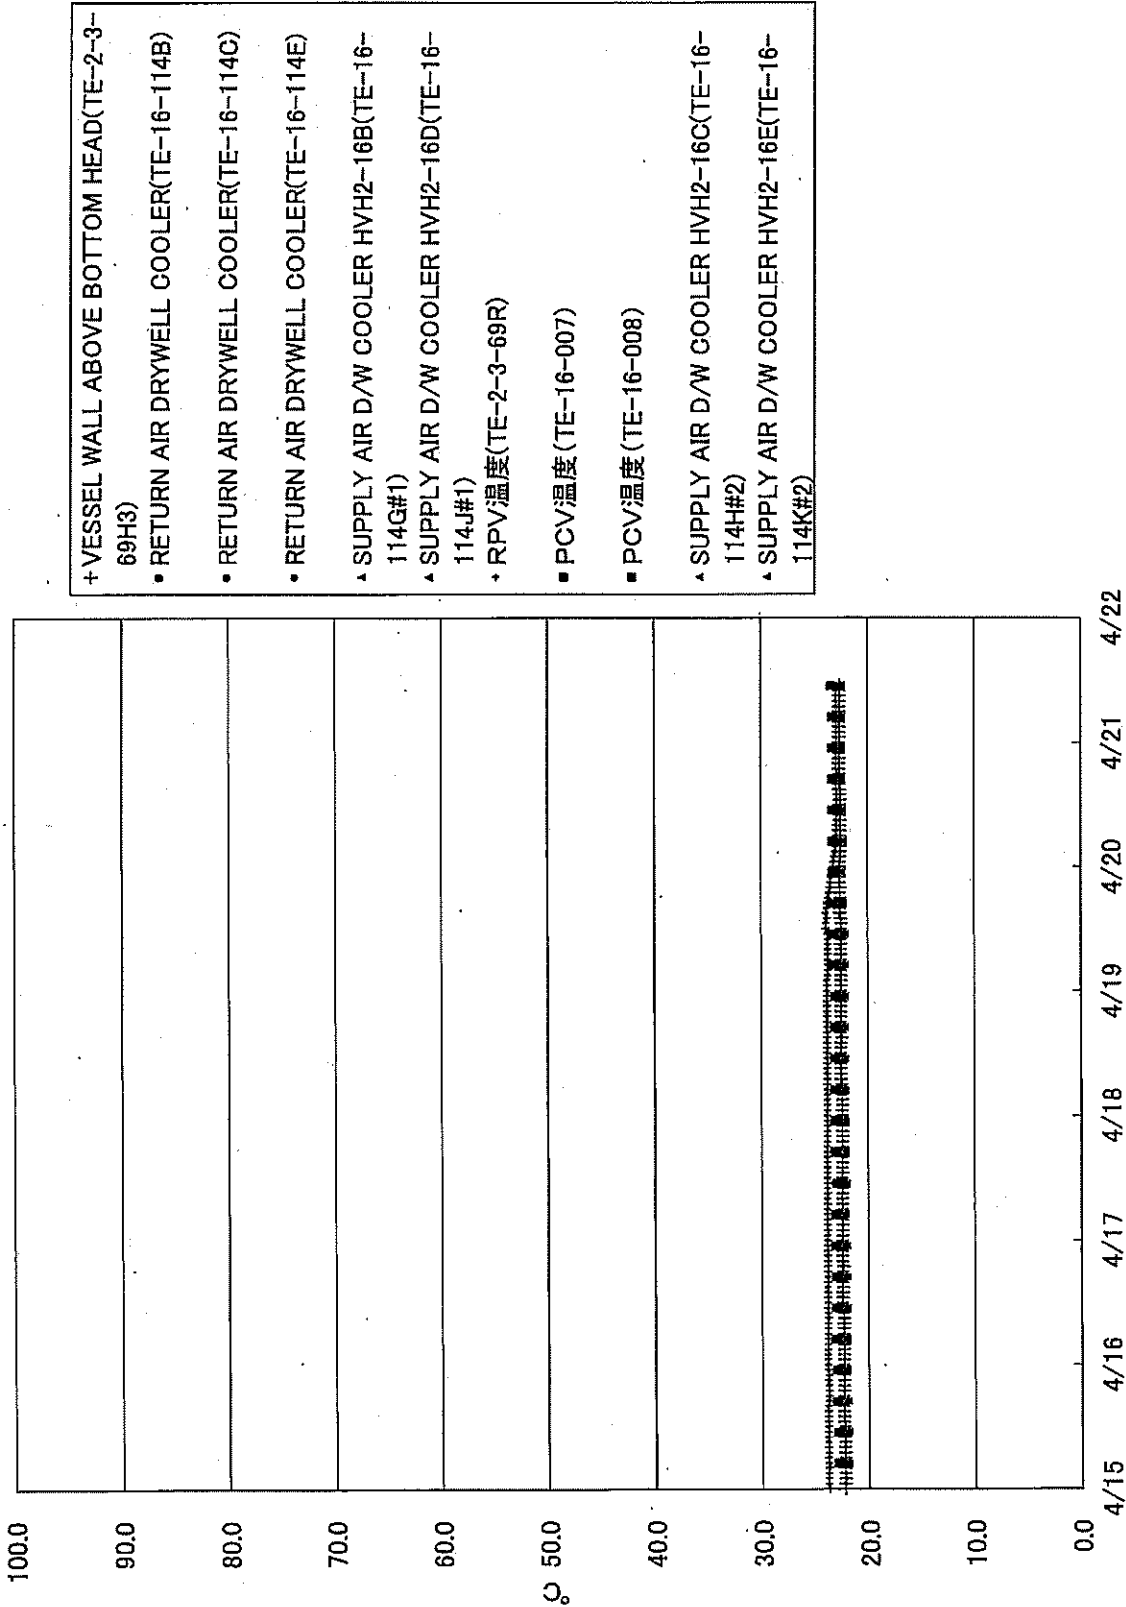 +VESSEL WALL ABOVE BOTTOM HEAD(TE-2-3-
69H3)
• RETURN AIR DRYWELL COOLER(TE-16-114B)
• RETURN AIR DRYWELL COOLER(TE-16-114C)
• RETURN AIR DRYWELL COOLER(TE-16-114E)
▲ SUPPLY AIR D/W COOLER HVH2-16B(TE-16-
114G#1)
▲ SUPPLY AIR D/W COOLER HVH2-16D(TE-16-
114J#1)
+ RPV温度(TE-2-3-69R)
■ PCV温度(TE-16-007)
■ PCV温度(TE-16-008)
▲ SUPPLY AIR D/W COOLER HVH2-16C(TE-16-
114H#2)
▲ SUPPLY AIR D/W COOLER HVH2-16E(TE-16-
114K#2)
100.0
90.0
80.0
70.0
60.0
50.0
40.0
30.0
20.0
10.0
0.0
℃
4/15 4/16 4/17 4/18 4/19 4/20 4/21 4/22